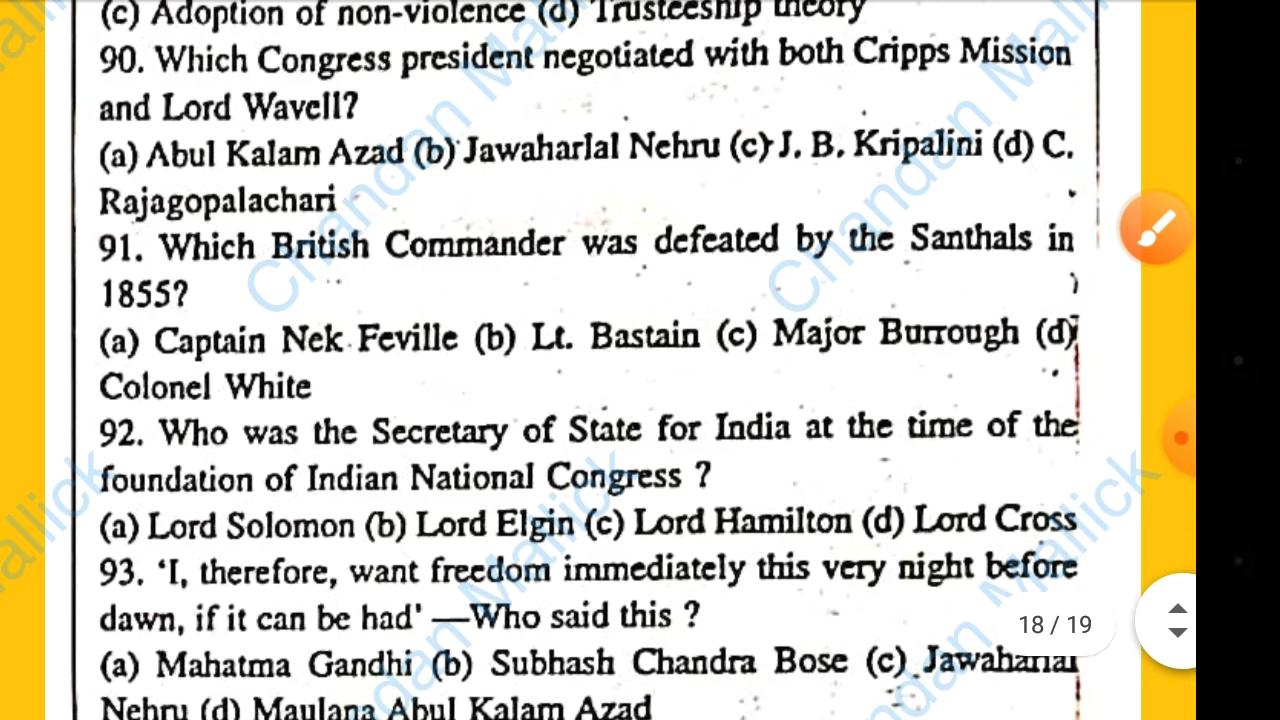 (c) Adoption of non-violence (d) Trusteeship theory
90. Which Congress president negotiated with both Cripps Mission
and Lord Wavell?
(a) Abul Kalam Azad (b) Jawaharlal Nehru (c) J. B. Kripalini (d) C.
Rajagopalachari
91. Which British Commander was defeated by the Santhals in
1855?
(a) Captain Nek Feville (b) Lt. Bastain (c) Major Burrough (d)
Colonel White
92. Who was the Secretary of State for India at the time of the
foundation of Indian National Congress ?
(a) Lord Solomon (b) Lord Elgin (c) Lord Hamilton (d) Lord Cross
93. 'I, therefore, want freedom immediately this very night before
dawn, if it can be had' —Who said this ?
(a) Mahatma Gandhi (b) Subhash Chandra Bose (c) Jawaharlal
Nehru (d) Maulana Abul Kalam Azad
18 / 19
Chandan Mallick
Chandan Mallick